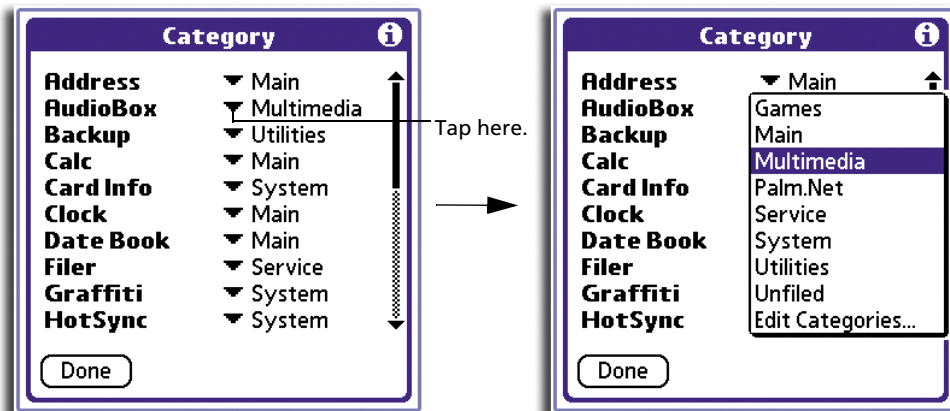 Category
Address Main
AudioBox Multimedia
Backup Utilities
Calc Main
Card Info System
Clock Main
Date Book Main
Filer Service
Graffiti System
HotSync System
Done
Tap here.
Category
Address Main
AudioBox
Backup
Calc
Card Info
Clock
Date Book
Filer
Graffiti
HotSync
Games
Main
Multimedia
Palm.Net
Service
System
Utilities
Unfiled
Edit Categories...
Done